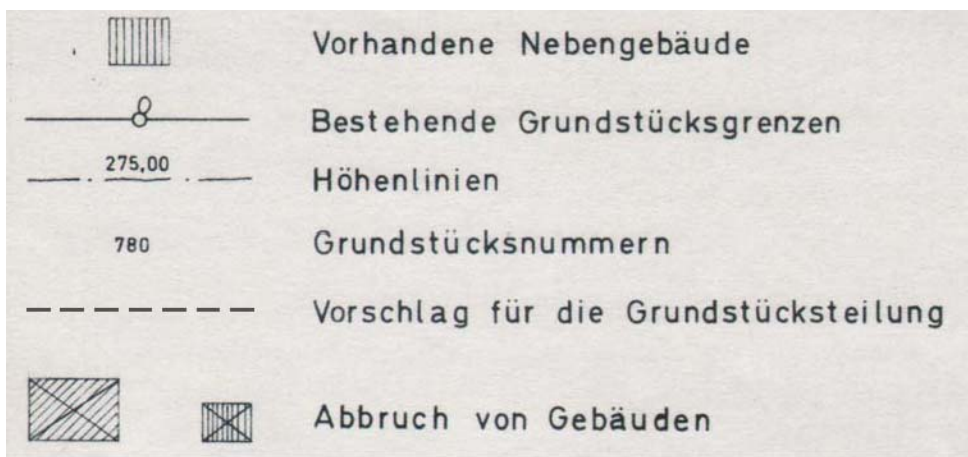 Vorhandene Nebengebäude
Bestehende Grundstücksgrenzen
275,00
Höhenlinien
780 Grundstücksnummern
Vorschlag für die Grundstücksteilung
Abbruch von Gebäuden